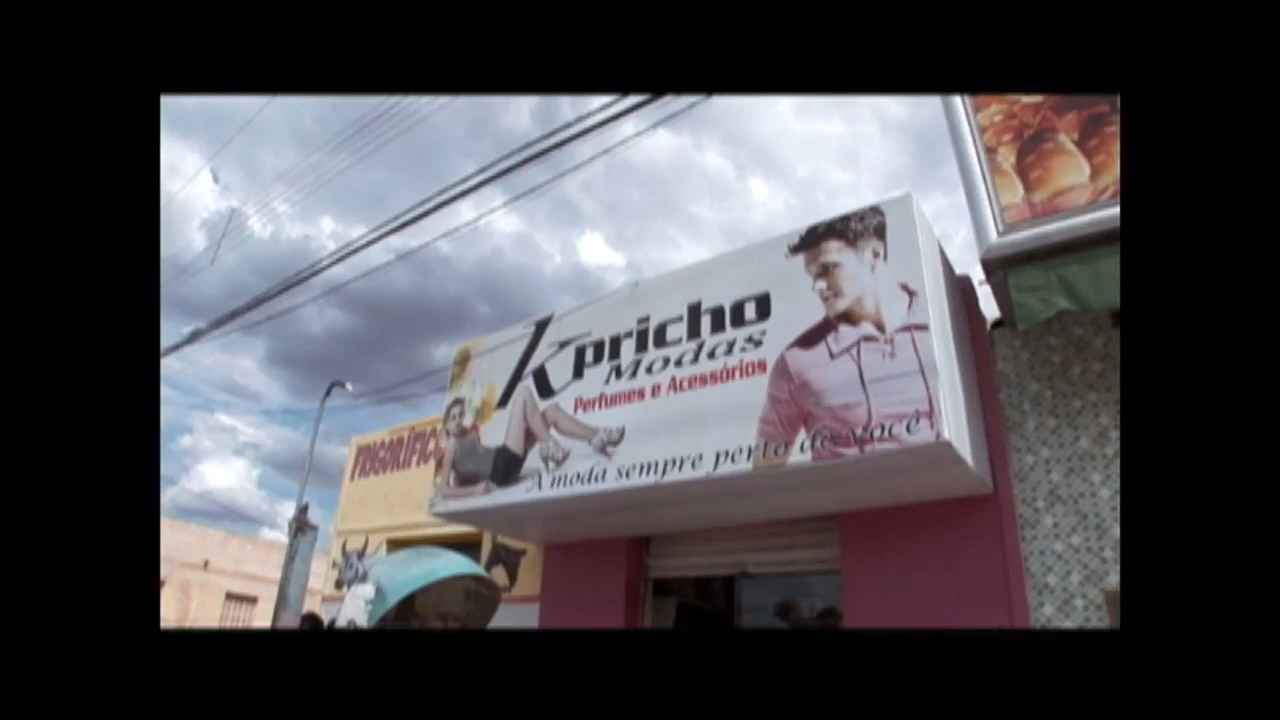 Kpricho
Modas
Perfumes e Acessórios
A moda sempre perto de você
FRIGORÍFICO